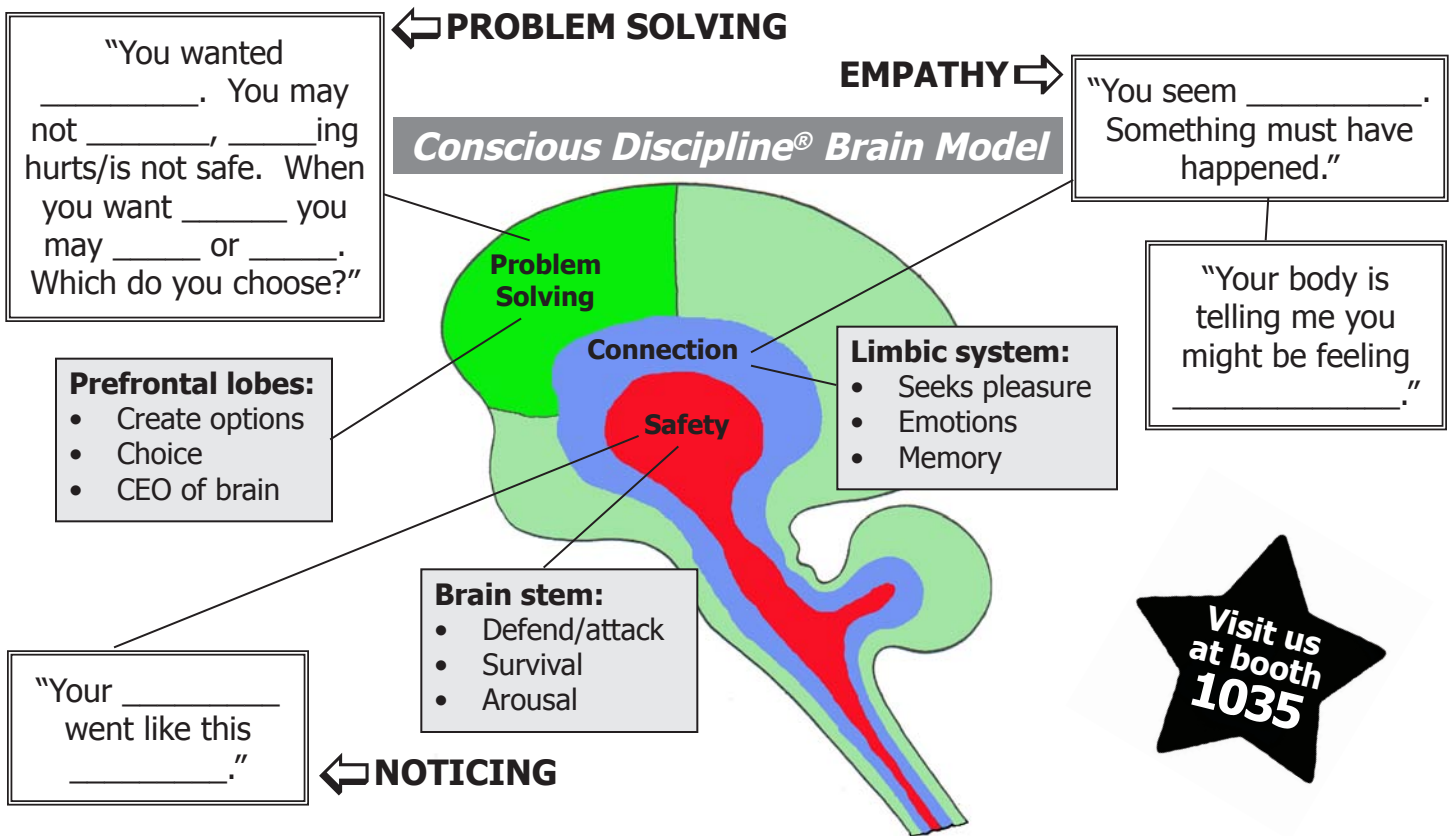 PROBLEM SOLVING
“You wanted
_________. You may
not _______, _____ing
hurts/is not safe. When
you want ______ you
may _____ or _____.
Which do you choose?”
EMPATHY
“You seem __________.
Something must have
happened.”
Conscious Discipline® Brain Model
“Your body is
telling me you
might be feeling
_____________.”
Problem
Solving
Connection
Safety
Limbic system:
• Seeks pleasure
• Emotions
• Memory
Prefrontal lobes:
• Create options
• Choice
• CEO of brain
Brain stem:
• Defend/attack
• Survival
• Arousal
“Your _________
went like this
_________.”
NOTICING
Visit us
at booth
1035